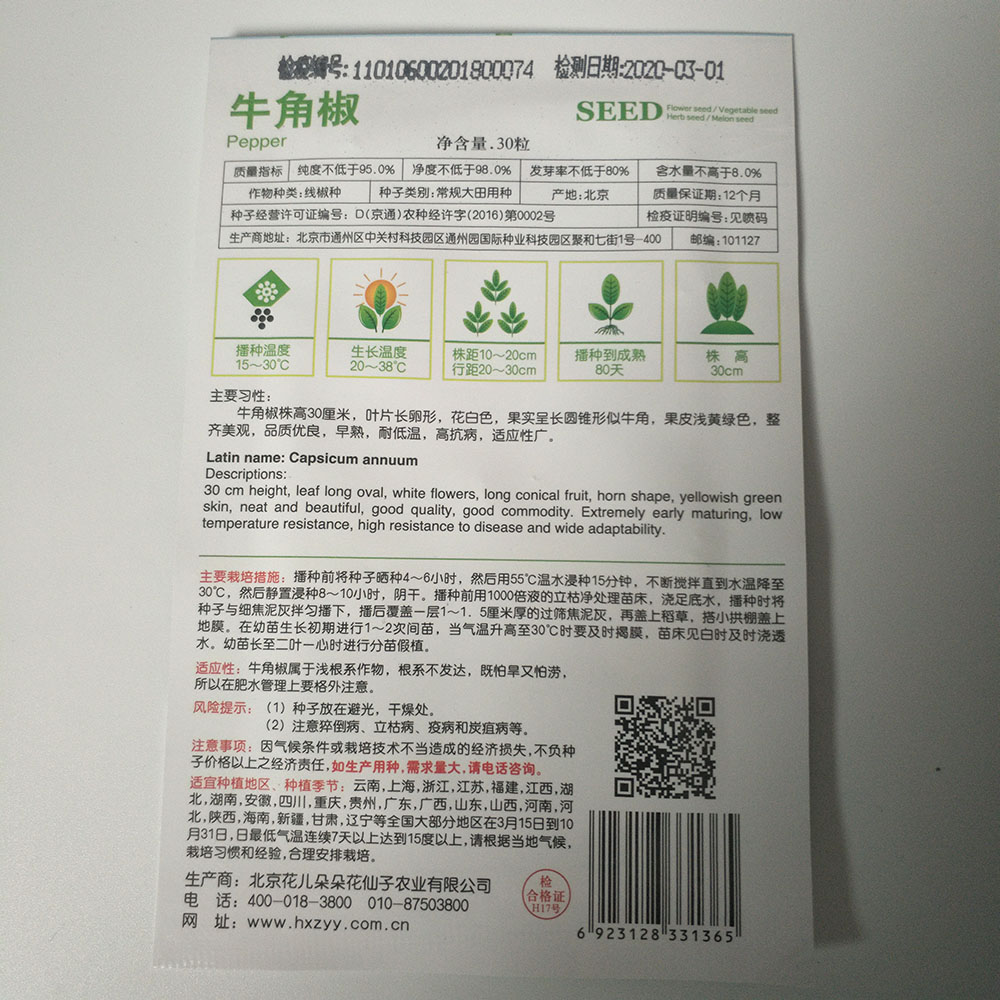 检疫编号:11010600201800074 检测日期:2020-03-01
牛角椒
Pepper
净含量.30粒
SEED Flower seed / Vegetable seed
Herb seed / Melon seed
质量指标 纯度不低于95.0% 净度不低于98.0% 发芽率不低于80% 含水量不高于8.0%
作物种类:线椒种 种子类别:常规大田用种 产地:北京 质量保证期:12个月
种子经营许可证编号: D(京通)农种经许字(2016)第0002号 检疫证明编号:见喷码
生产商地址: 北京市通州区中关村科技园区通州园国际种业科技园区聚和七街1号-400 邮编:101127
播种温度
15～30℃
生长温度
20～38℃
株距10～20cm
行距20～30cm
播种到成熟
80天
株 高
30cm
主要习性:
牛角椒株高30厘米，叶片长卵形，花白色，果实呈长圆锥形似牛角，果皮浅黄绿色，整
齐美观，品质优良，早熟，耐低温，高抗病，适应性广。
Latin name: Capsicum annuum
Descriptions:
30 cm height, leaf long oval, white flowers, long conical fruit, horn shape, yellowish green
skin, neat and beautiful, good quality, good commodity. Extremely early maturing, low
temperature resistance, high resistance to disease and wide adaptability.
主要栽培措施: 播种前将种子晒种4～6小时，然后用55℃温水浸种15分钟，不断搅拌直到水温降至
30℃，然后静置浸种8～10小时，阴干。播种前用1000倍液的立枯净处理苗床，浇足底水，播种时将
种子与细焦泥灰拌匀播下，播后覆盖一层1～1．5厘米厚的过筛焦泥灰，再盖上稻草，搭小拱棚盖上
地膜。在幼苗生长初期进行1～2次间苗，当气温升高至30℃时要及时揭膜，苗床见白时及时浇透
水。幼苗长至二叶一心时进行分苗假植。
适应性: 牛角椒属于浅根系作物，根系不发达，既怕旱又怕涝，
所以在肥水管理上要格外注意。
风险提示: （1）种子放在避光，干燥处。
（2）注意猝倒病、立枯病、疫病和炭疽病等。
注意事项: 因气候条件或栽培技术不当造成的经济损失,不负种
子价格以上之经济责任,如生产用种,需求量大,请电话咨询。
适宜种植地区、种植季节: 云南,上海,浙江,江苏,福建,江西,湖
北,湖南,安徽,四川,重庆,贵州,广东,广西,山东,山西,河南,河
北,陕西,海南,新疆,甘肃,辽宁等全国大部分地区在3月15日到10
月31日,日最低气温连续7天以上达到15度以上,请根据当地气候,
栽培习惯和经验,合理安排栽培。
生产商: 北京花儿朵朵花仙子农业有限公司
电 话: 400-018-3800 010-87503800
网 址: www.hxzyy.com.cn
检
合格证
H17号
6 923128 331365